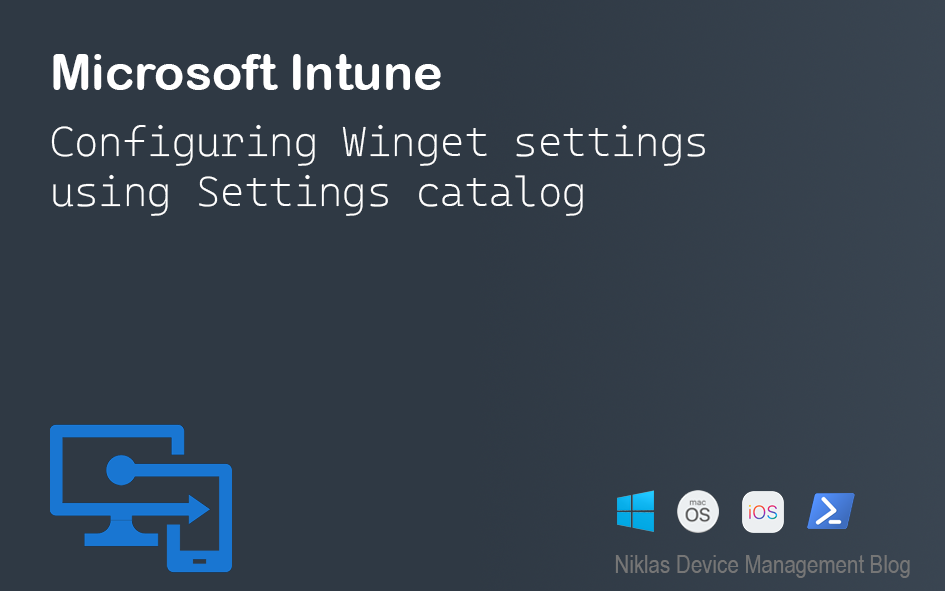 Microsoft Intune
Configuring Winget settings
using Settings catalog
mac
OS
iOS
Niklas Device Management Blog